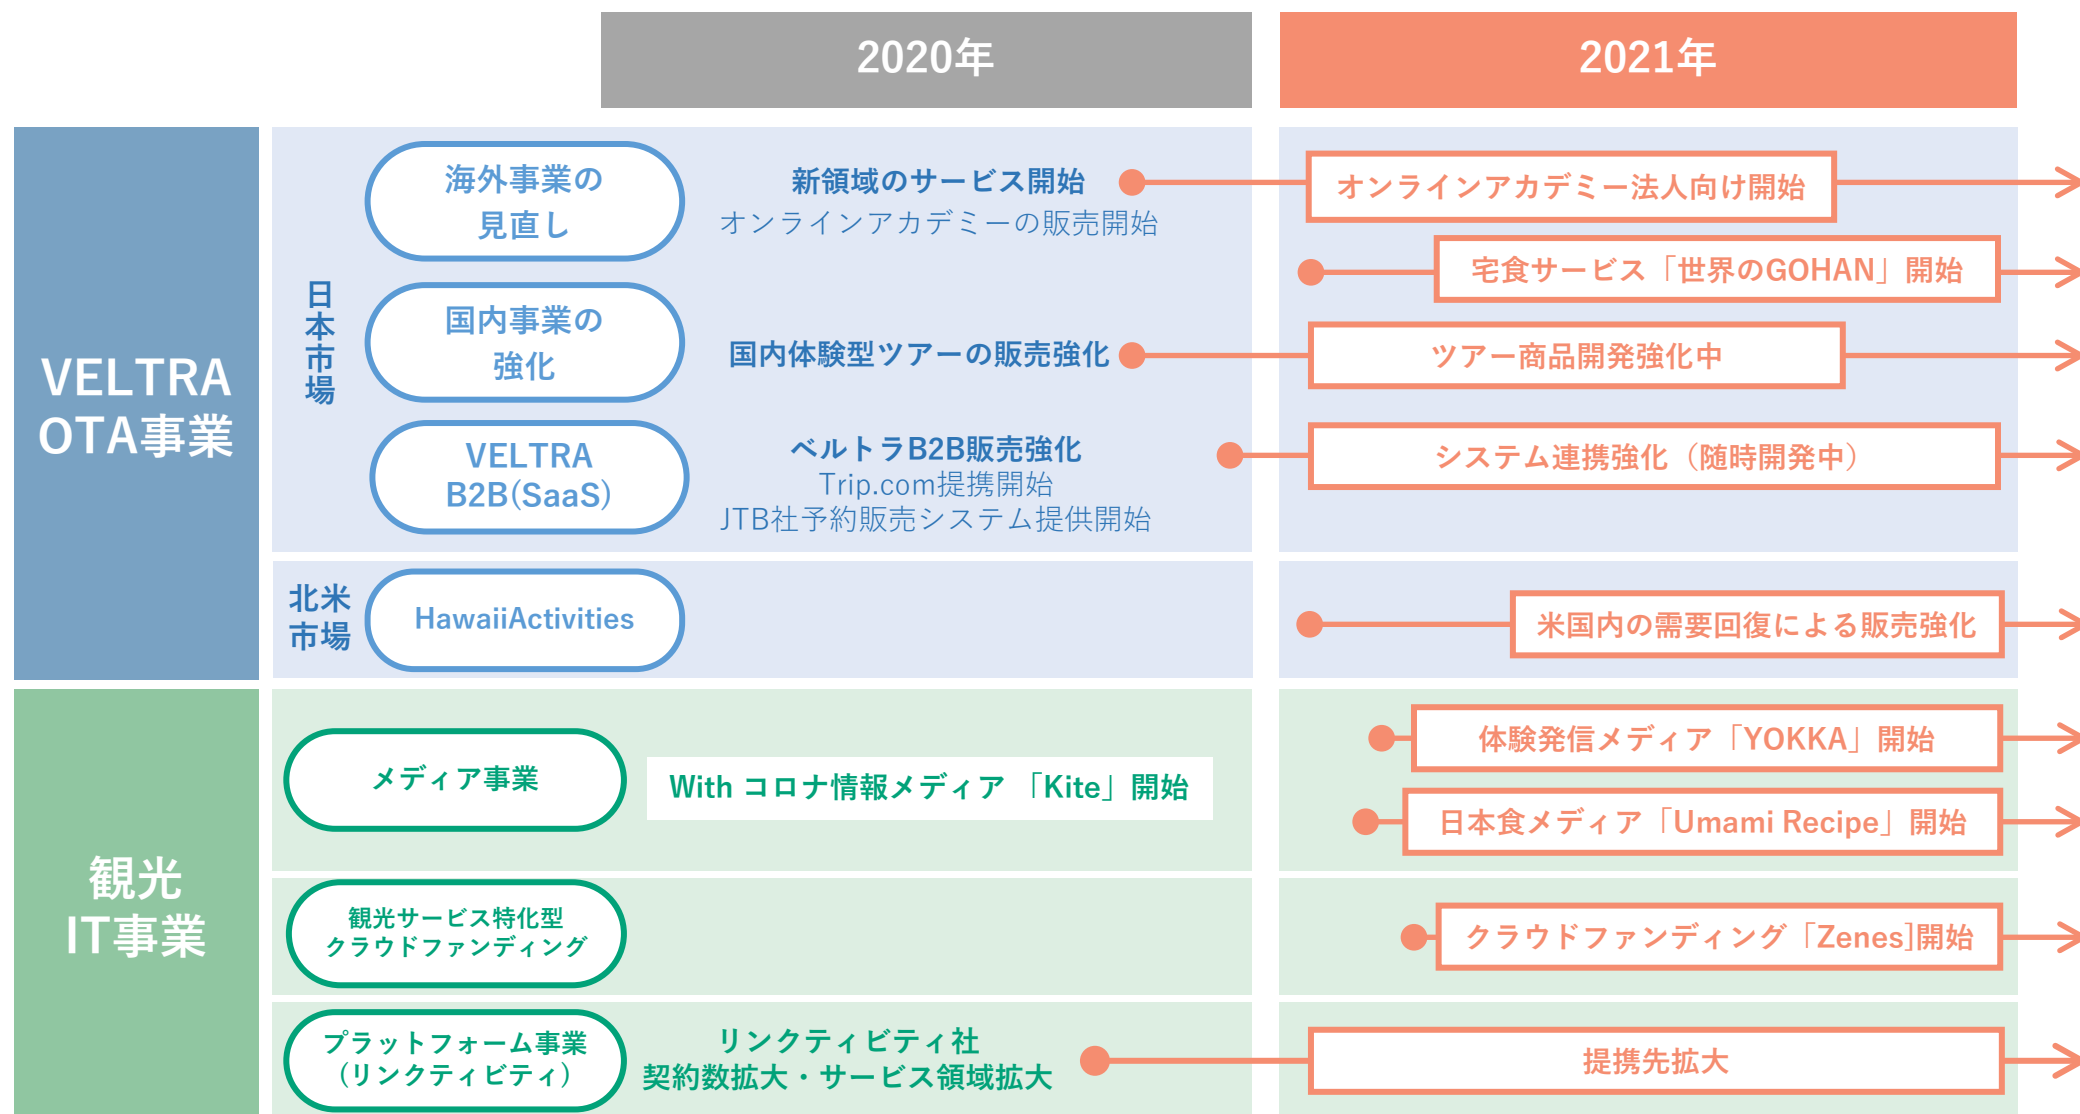 2020年
2021年
VELTRA
OTA事業
日本市場
海外事業の
見直し
新領域のサービス開始
オンラインアカデミーの販売開始
オンラインアカデミー法人向け開始
宅食サービス「世界のGOHAN」開始
国内事業の
強化
国内体験型ツアーの販売強化
ツアー商品開発強化中
VELTRA
B2B(SaaS)
ベルトラB2B販売強化
Trip.com提携開始
JTB社予約販売システム提供開始
システム連携強化（随時開発中）
北米
市場
HawaiiActivities
米国内の需要回復による販売強化
観光
IT事業
メディア事業
With コロナ情報メディア 「Kite」開始
体験発信メディア「YOKKA」開始
日本食メディア「Umami Recipe」開始
観光サービス特化型
クラウドファンディング
クラウドファンディング「Zenes]開始
プラットフォーム事業
（リンクティビティ）
リンクティビティ社
契約数拡大・サービス領域拡大
提携先拡大